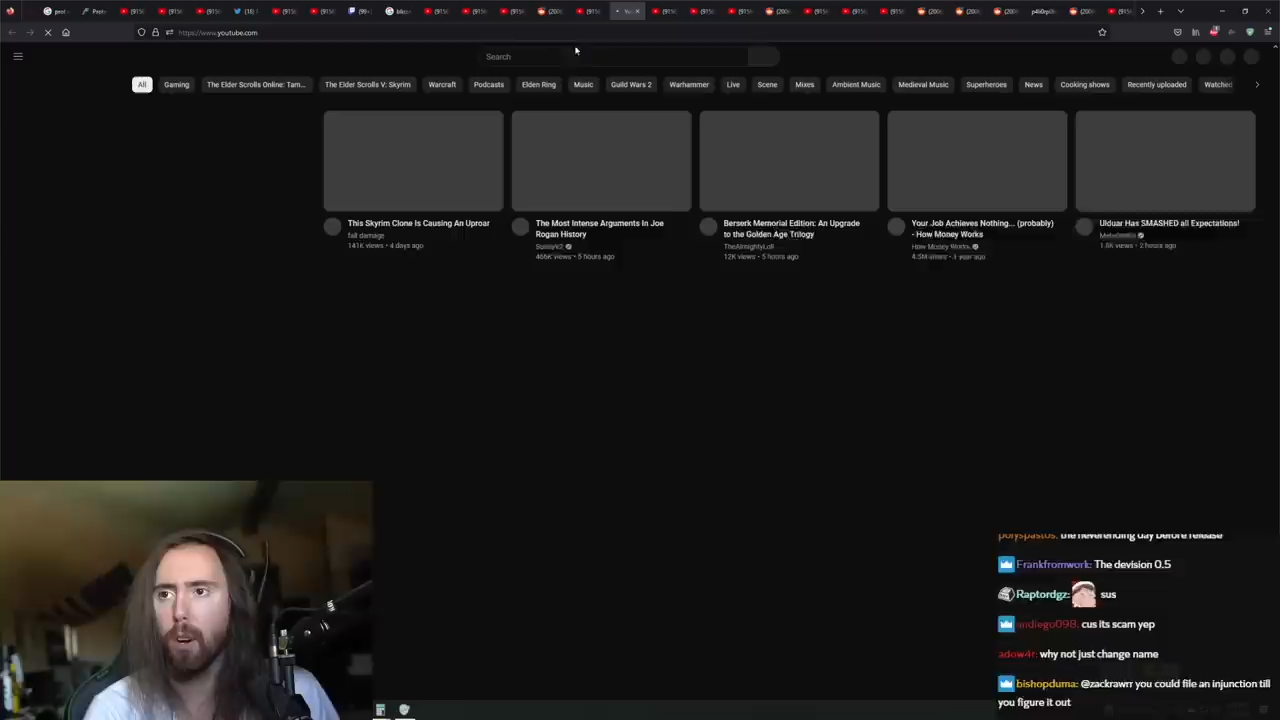 https://www.youtube.com
Search
All
Gaming
The Elder Scrolls Online: Tam...
The Elder Scrolls V: Skyrim
Warcraft
Podcasts
Elden Ring
Music
Guild Wars 2
Warhammer
Live
Scene
Mixes
Ambient Music
Medieval Music
Superheroes
News
Cooking shows
Recently uploaded
Watched
This Skyrim Clone Is Causing An Uproar
fall damage
141K views • 4 days ago
The Most Intense Arguments In Joe
Rogan History
466K views • 5 hours ago
Berserk Memorial Edition: An Upgrade
to the Golden Age Trilogy
12K views • 5 hours ago
Your Job Achieves Nothing... (probably)
- How Money Works
How Money Works
4.5M views • 1 year ago
Ulduar Has SMASHED all Expectations!
1.8K views • 2 hours ago
polyspastos: the neverending day before release
Frankfromwork: The devision 0.5
Raptordgz: sus
cus its scam yep
adow4r: why not just change name
bishopduma: @zackrawrr you could file an injunction till
you figure it out